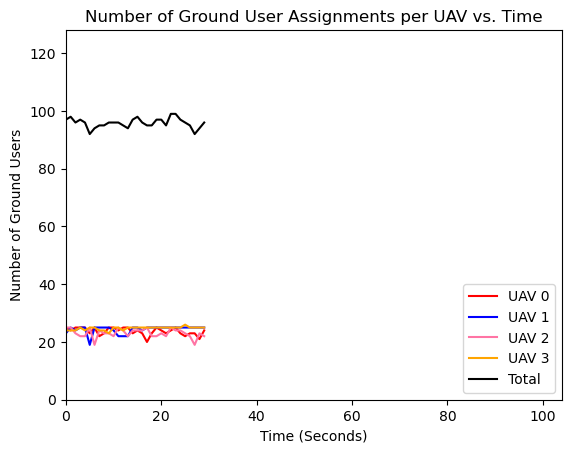 Number of Ground User Assignments per UAV vs. Time
Number of Ground Users
120
100
80
60
40
20
0
0 20 40 60 80 100
Time (Seconds)
UAV 0
UAV 1
UAV 2
UAV 3
Total